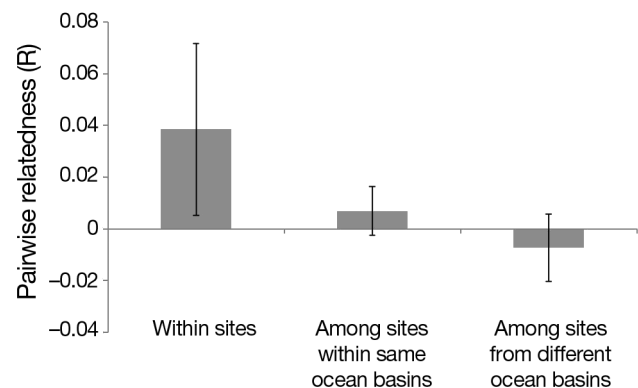 Pairwise relatedness (R)
0.08
0.06
0.04
0.02
0
–0.02
–0.04
Within sites
Among sites
within same
ocean basins
Among sites
from different
ocean basins